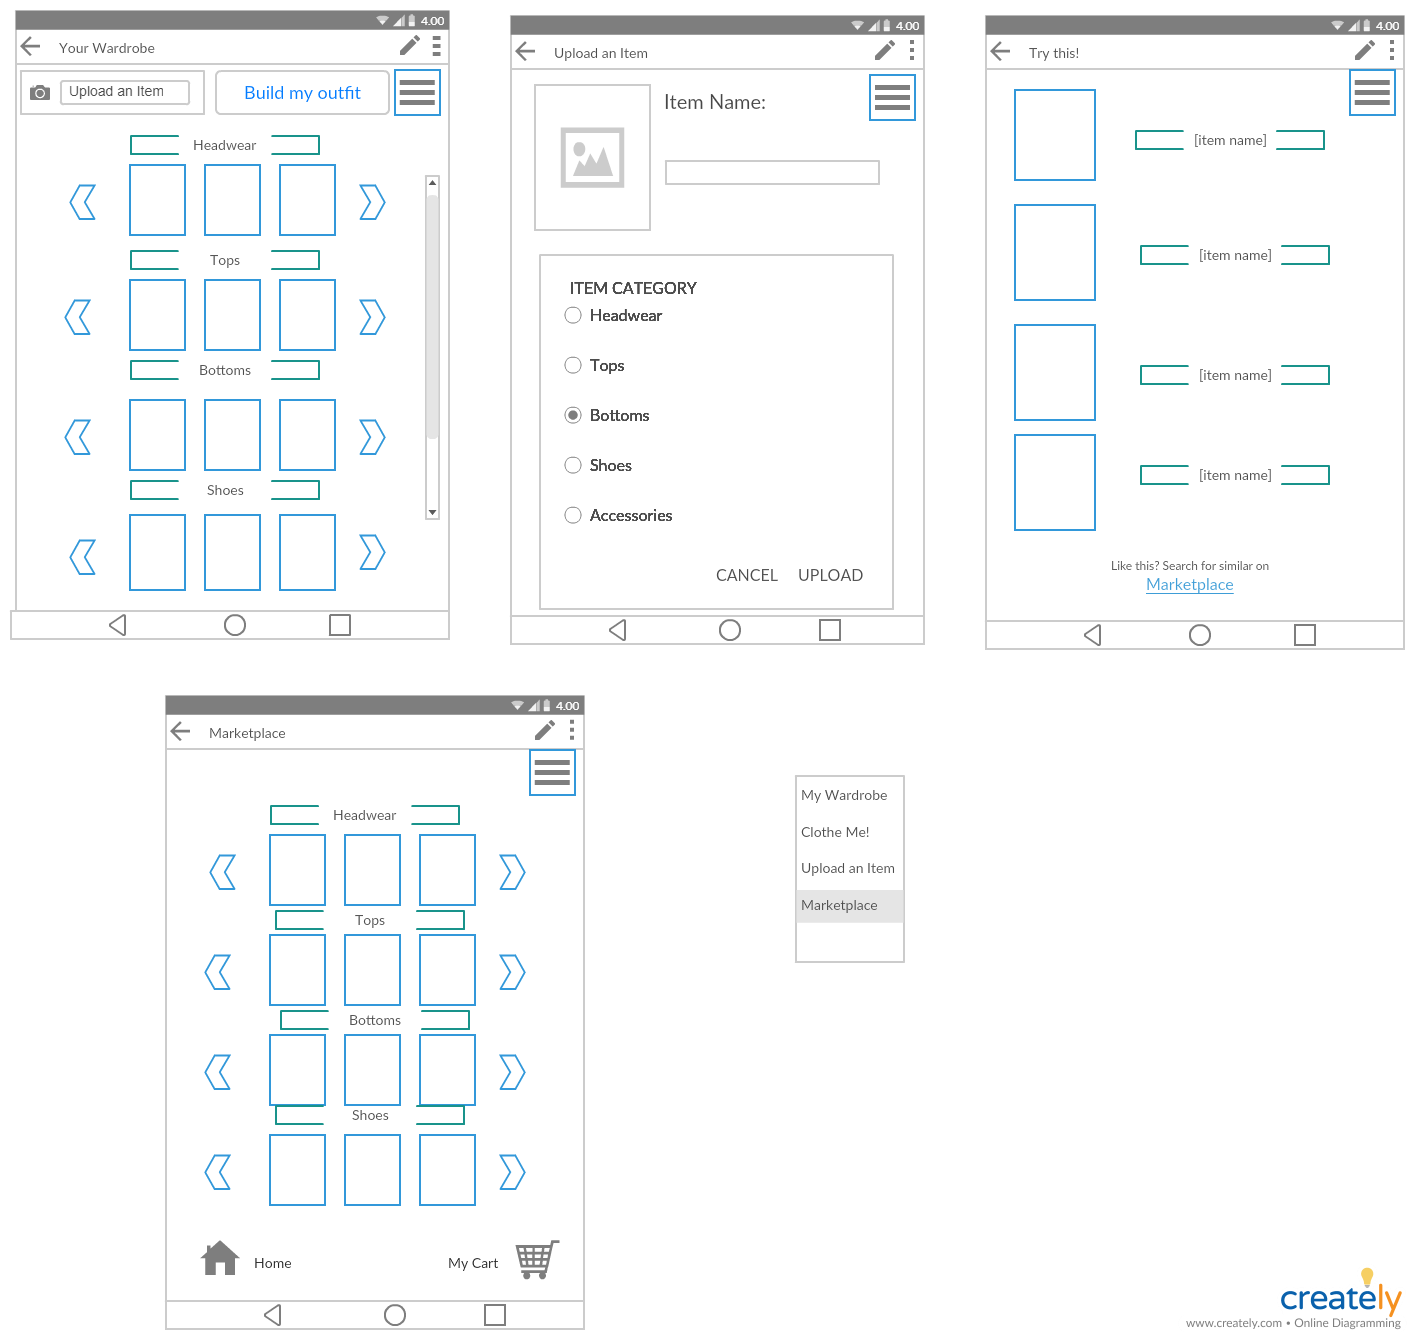 4.00
Your Wardrobe
Upload an Item
Build my outfit
Headwear
Tops
Bottoms
Shoes
4.00
Upload an Item
Item Name:
ITEM CATEGORY
Headwear
Tops
Bottoms
Shoes
Accessories
CANCEL UPLOAD
4.00
Try this!
[item name]
[item name]
[item name]
[item name]
Like this? Search for similar on
Marketplace
4.00
Marketplace
Headwear
Tops
Bottoms
Shoes
Home
My Cart
My Wardrobe
Clothe Me!
Upload an Item
Marketplace
creately
www.creately.com • Online Diagramming